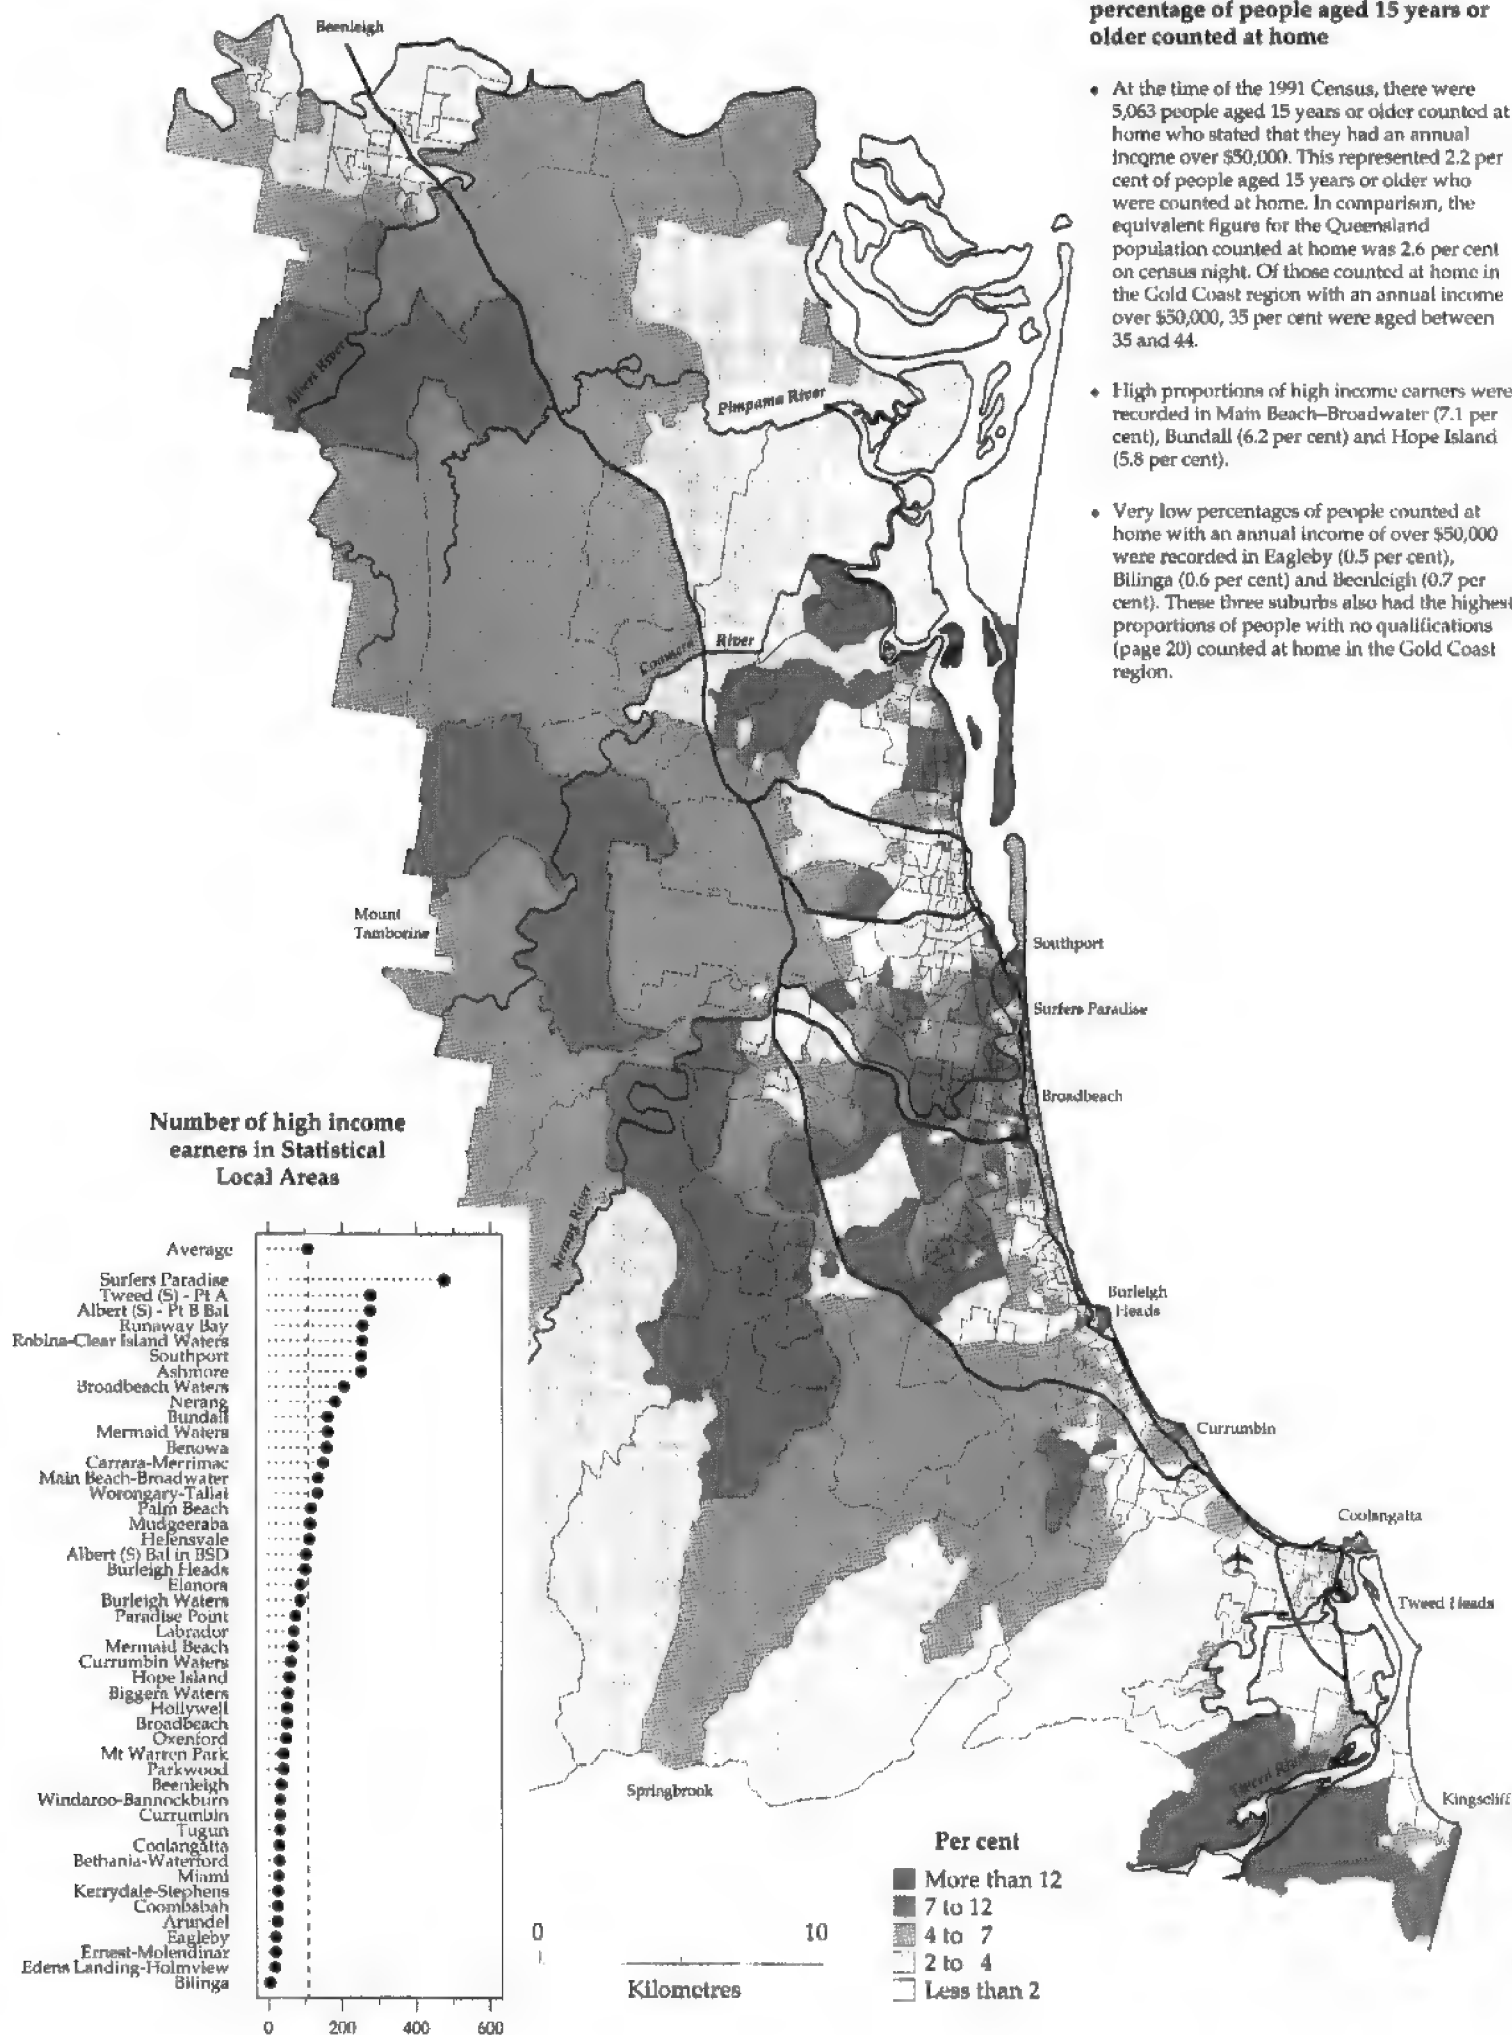 percentage of people aged 15 years or
older counted at home
• At the time of the 1991 Census, there were
5,063 people aged 15 years or older counted at
home who stated that they had an annual
income over $50,000. This represented 2.2 per
cent of people aged 15 years or older who
were counted at home. In comparison, the
equivalent figure for the Queensland
population counted at home was 2.6 per cent
on census night. Of those counted at home in
the Gold Coast region with an annual income
over $50,000, 35 per cent were aged between
35 and 44.
• High proportions of high income earners were
recorded in Main Beach–Broadwater (7.1 per
cent), Bundall (6.2 per cent) and Hope Island
(5.8 per cent).
• Very low percentages of people counted at
home with an annual income of over $50,000
were recorded in Eagleby (0.5 per cent),
Bilinga (0.6 per cent) and Beenleigh (0.7 per
cent). These three suburbs also had the highest
proportions of people with no qualifications
(page 20) counted at home in the Gold Coast
region.
Beenleigh
Albert River
Pimpama River
Coomera River
Mount
Tamborine
Southport
Surfers Paradise
Broadbeach
Nerang River
Burleigh
Heads
Currumbin
Coolangatta
Tweed Heads
Tweed River
Kingscliff
Springbrook
Number of high income
earners in Statistical
Local Areas
Average
Surfers Paradise
Tweed (S) - Pt A
Albert (S) - Pt B Bal
Runaway Bay
Robina-Clear Island Waters
Southport
Ashmore
Broadbeach Waters
Nerang
Bundall
Mermaid Waters
Benowa
Carrara-Merrimac
Main Beach-Broadwater
Worongary-Tallai
Palm Beach
Mudgeeraba
Helensvale
Albert (S) Bal in BSD
Burleigh Heads
Elanora
Burleigh Waters
Paradise Point
Labrador
Mermaid Beach
Currumbin Waters
Hope Island
Biggera Waters
Hollywell
Broadbeach
Oxenford
Mt Warren Park
Parkwood
Beenleigh
Windaroo-Bannockburn
Currumbin
Tugun
Coolangatta
Bethania-Waterford
Miami
Kerrydale-Stephens
Coombabah
Arundel
Eagleby
Ernest-Molendinar
Edens Landing-Holmview
Bilinga
0 200 400 600
0 10
Kilometres
Per cent
More than 12
7 to 12
4 to 7
2 to 4
Less than 2